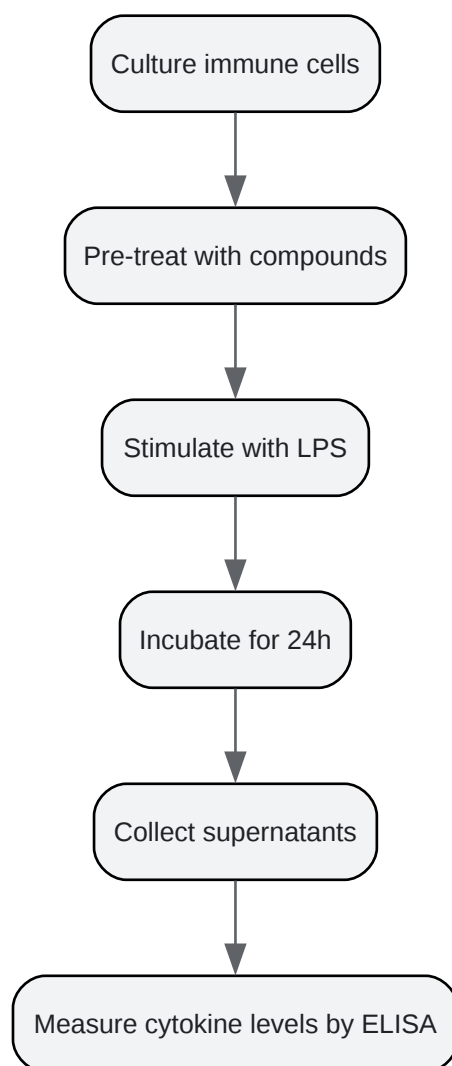 Culture immune cells
Pre-treat with compounds
Stimulate with LPS
Incubate for 24h
Collect supernatants
Measure cytokine levels by ELISA